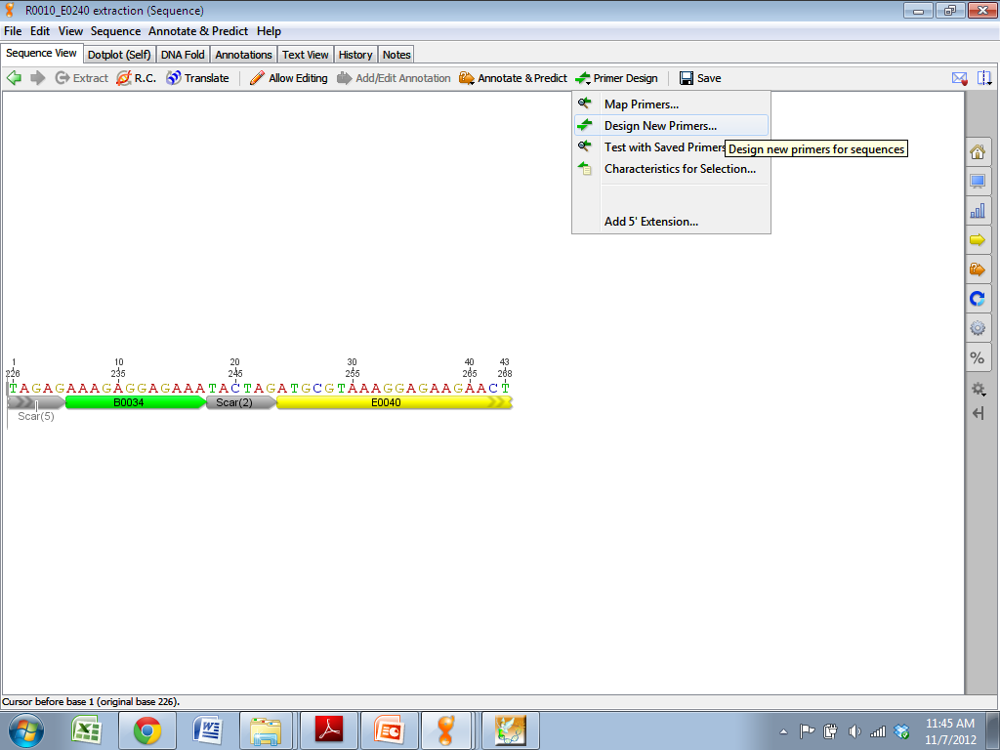 R0010_E0240 extraction (Sequence)
File Edit View Sequence Annotate & Predict Help
Sequence View Dotplot (Self) DNA Fold Annotations Text View History Notes
Extract R.C. Translate Allow Editing Add/Edit Annotation Annotate & Predict Primer Design Save
Map Primers...
Design New Primers...
Test with Saved Primers
Design new primers for sequences
Characteristics for Selection...
Add 5' Extension...
1 10 20 30 40 43
226 235 246 255 265 268
TAGAGAAAGAGGAGAAATACTAGATGCGTAAAGGAGAAGAACT
B0034 Scar(2) E0040
Scar(5)
%
Cursor before base 1 (original base 226).
11:45 AM
11/7/2012